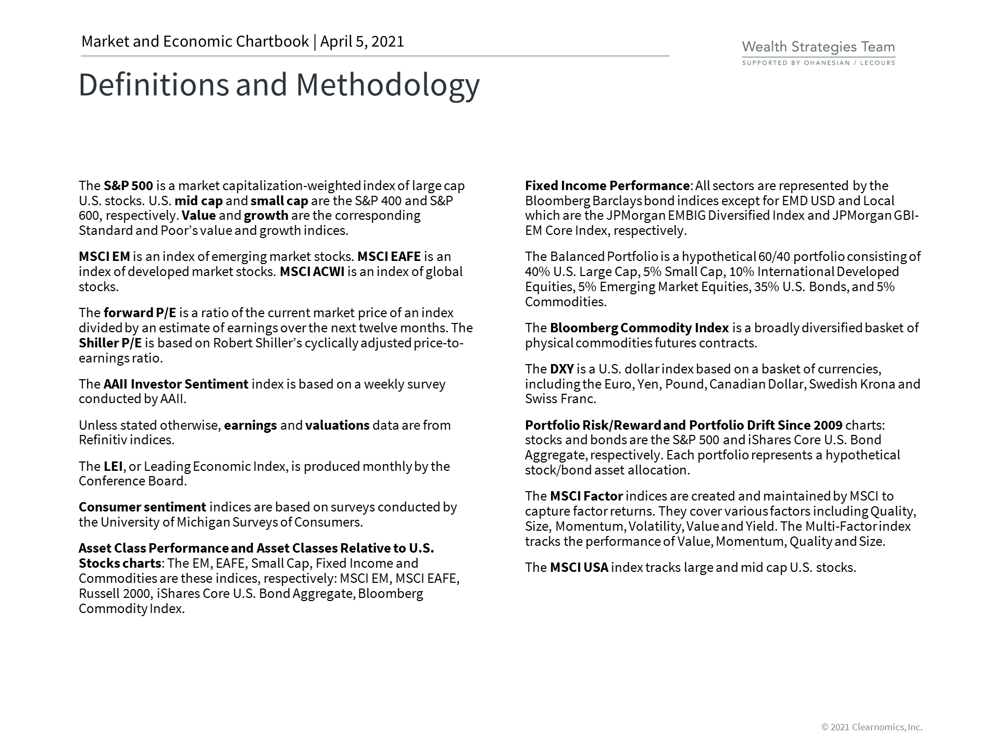 Market and Economic Chartbook | April 5, 2021
Wealth Strategies Team
SUPPORTED BY OHANESIAN / LECOURS
Definitions and Methodology
The S&P 500 is a market capitalization-weighted index of large cap
U.S. stocks. U.S. mid cap and small cap are the S&P 400 and S&P
600, respectively. Value and growth are the corresponding
Standard and Poor’s value and growth indices.
MSCI EM is an index of emerging market stocks. MSCI EAFE is an
index of developed market stocks. MSCI ACWI is an index of global
stocks.
The forward P/E is a ratio of the current market price of an index
divided by an estimate of earnings over the next twelve months. The
Shiller P/E is based on Robert Shiller’s cyclically adjusted price-to-
earnings ratio.
The AAII Investor Sentiment index is based on a weekly survey
conducted by AAII.
Unless stated otherwise, earnings and valuations data are from
Refinitiv indices.
The LEI, or Leading Economic Index, is produced monthly by the
Conference Board.
Consumer sentiment indices are based on surveys conducted by
the University of Michigan Surveys of Consumers.
Asset Class Performance and Asset Classes Relative to U.S.
Stocks charts: The EM, EAFE, Small Cap, Fixed Income and
Commodities are these indices, respectively: MSCI EM, MSCI EAFE,
Russell 2000, iShares Core U.S. Bond Aggregate, Bloomberg
Commodity Index.
Fixed Income Performance: All sectors are represented by the
Bloomberg Barclays bond indices except for EMD USD and Local
which are the JPMorgan EMBIG Diversified Index and JPMorgan GBI-
EM Core Index, respectively.
The Balanced Portfolio is a hypothetical 60/40 portfolio consisting of
40% U.S. Large Cap, 5% Small Cap, 10% International Developed
Equities, 5% Emerging Market Equities, 35% U.S. Bonds, and 5%
Commodities.
The Bloomberg Commodity Index is a broadly diversified basket of
physical commodities futures contracts.
The DXY is a U.S. dollar index based on a basket of currencies,
including the Euro, Yen, Pound, Canadian Dollar, Swedish Krona and
Swiss Franc.
Portfolio Risk/Reward and Portfolio Drift Since 2009 charts:
stocks and bonds are the S&P 500 and iShares Core U.S. Bond
Aggregate, respectively. Each portfolio represents a hypothetical
stock/bond asset allocation.
The MSCI Factor indices are created and maintained by MSCI to
capture factor returns. They cover various factors including Quality,
Size, Momentum, Volatility, Value and Yield. The Multi-Factor index
tracks the performance of Value, Momentum, Quality and Size.
The MSCI USA index tracks large and mid cap U.S. stocks.
© 2021 Clearnomics, Inc.